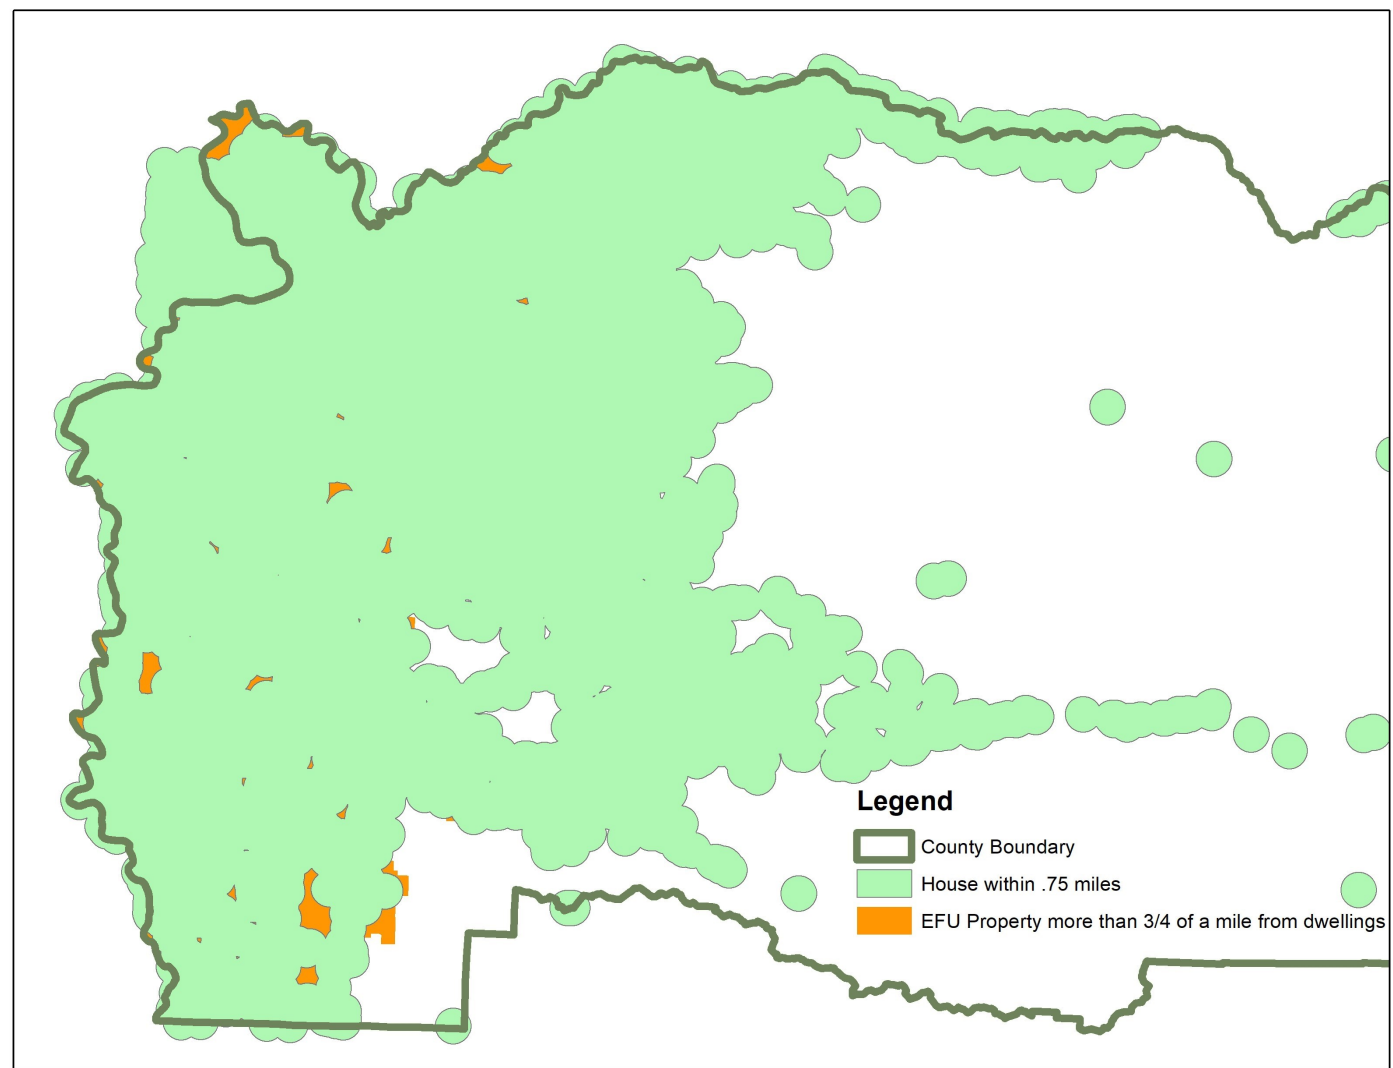 Legend
County Boundary
House within .75 miles
EFU Property more than 3/4 of a mile from dwellings